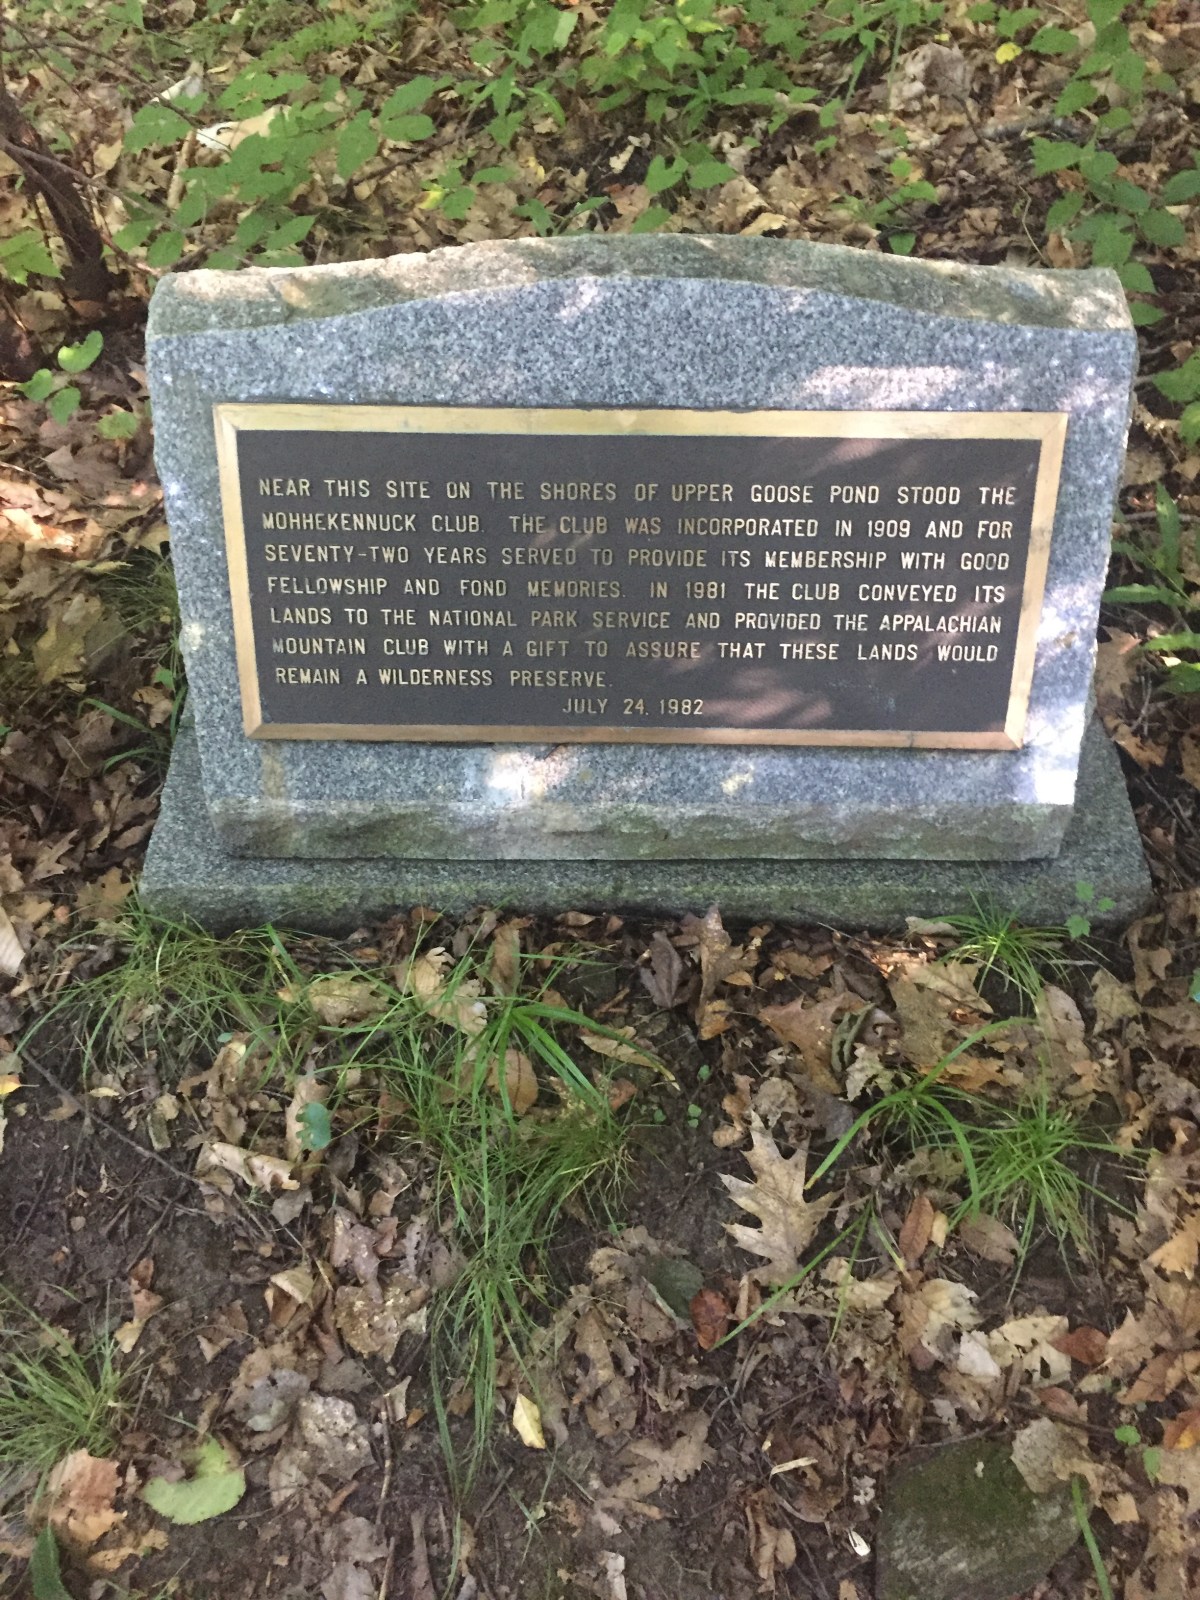 NEAR THIS SITE ON THE SHORES OF UPPER GOOSE POND STOOD THE
MOHHEKENNUCK CLUB. THE CLUB WAS INCORPORATED IN 1909 AND FOR
SEVENTY-TWO YEARS SERVED TO PROVIDE ITS MEMBERSHIP WITH GOOD
FELLOWSHIP AND FOND MEMORIES. IN 1981 THE CLUB CONVEYED ITS
LANDS TO THE NATIONAL PARK SERVICE AND PROVIDED THE APPALACHIAN
MOUNTAIN CLUB WITH A GIFT TO ASSURE THAT THESE LANDS WOULD
REMAIN A WILDERNESS PRESERVE.
JULY 24, 1982